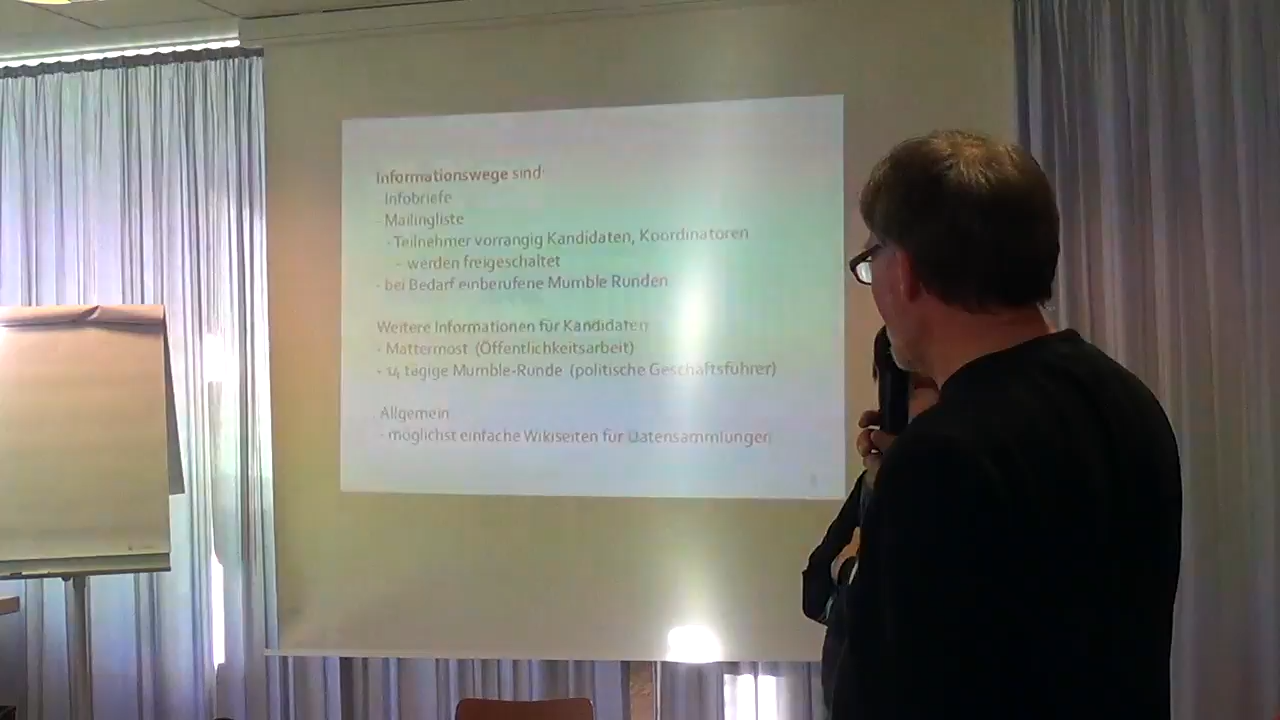 Informationswege sind:
- Infobriefe
- Mailingliste
- Teilnehmer vorrangig Kandidaten, Koordinatoren
- werden freigeschaltet
- bei Bedarf einberufene Mumble Runden
Weitere Informationen für Kandidaten
- Mattermost (Öffentlichkeitsarbeit)
- 14 tägige Mumble-Runde (politische Geschäftsführer)
Allgemein
- möglichst einfache Wikiseiten für Datensammlungen